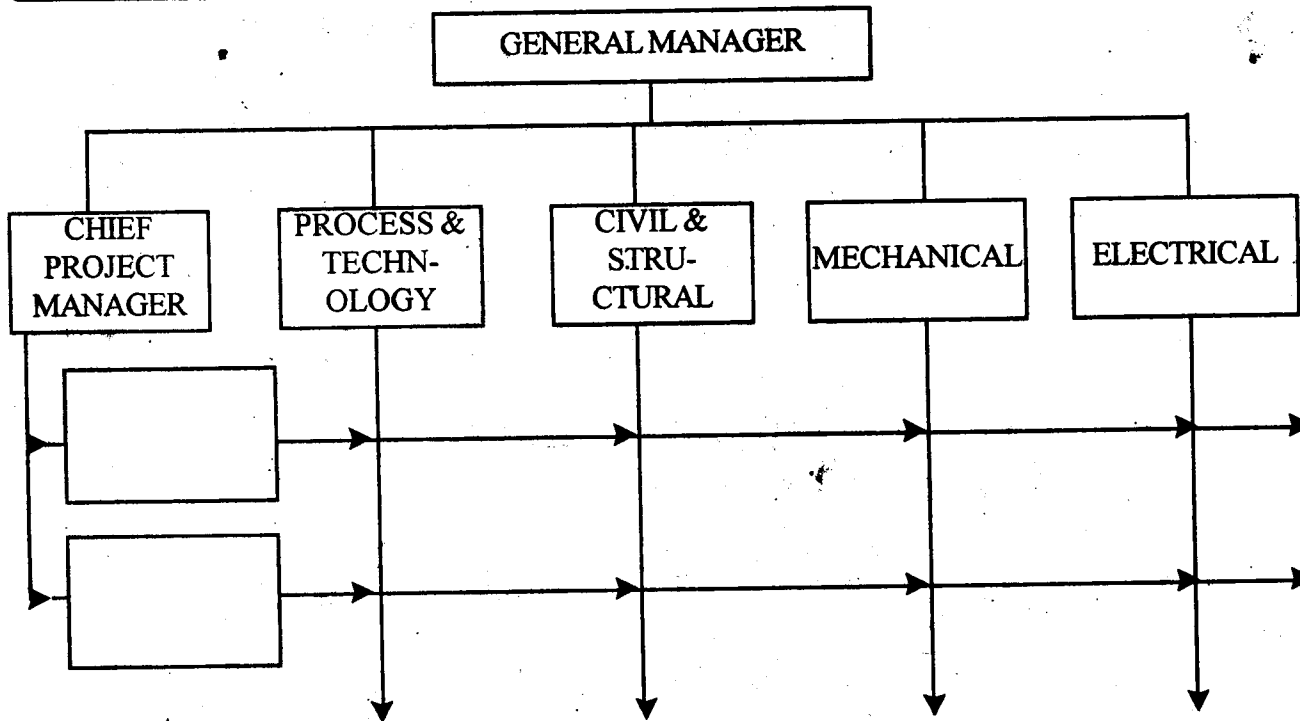 GENERAL MANAGER
CHIEF
PROJECT
MANAGER
PROCESS &
TECHN-
OLOGY
CIVIL &
STRU-
CTURAL
MECHANICAL
ELECTRICAL